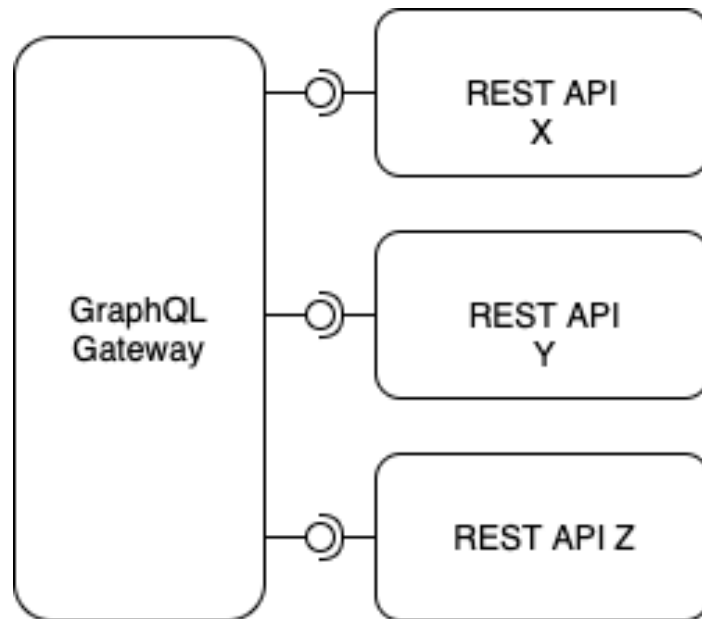 GraphQL
Gateway
REST API
X
REST API
Y
REST API Z